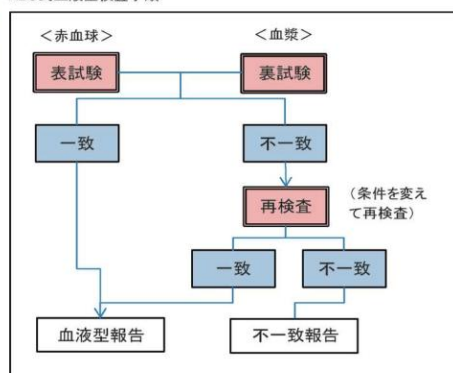 ＜赤血球＞ ＜血漿＞
表試験 裏試験
一致 不一致
再検査 （条件を変え
て再検査）
一致 不一致
血液型報告 不一致報告